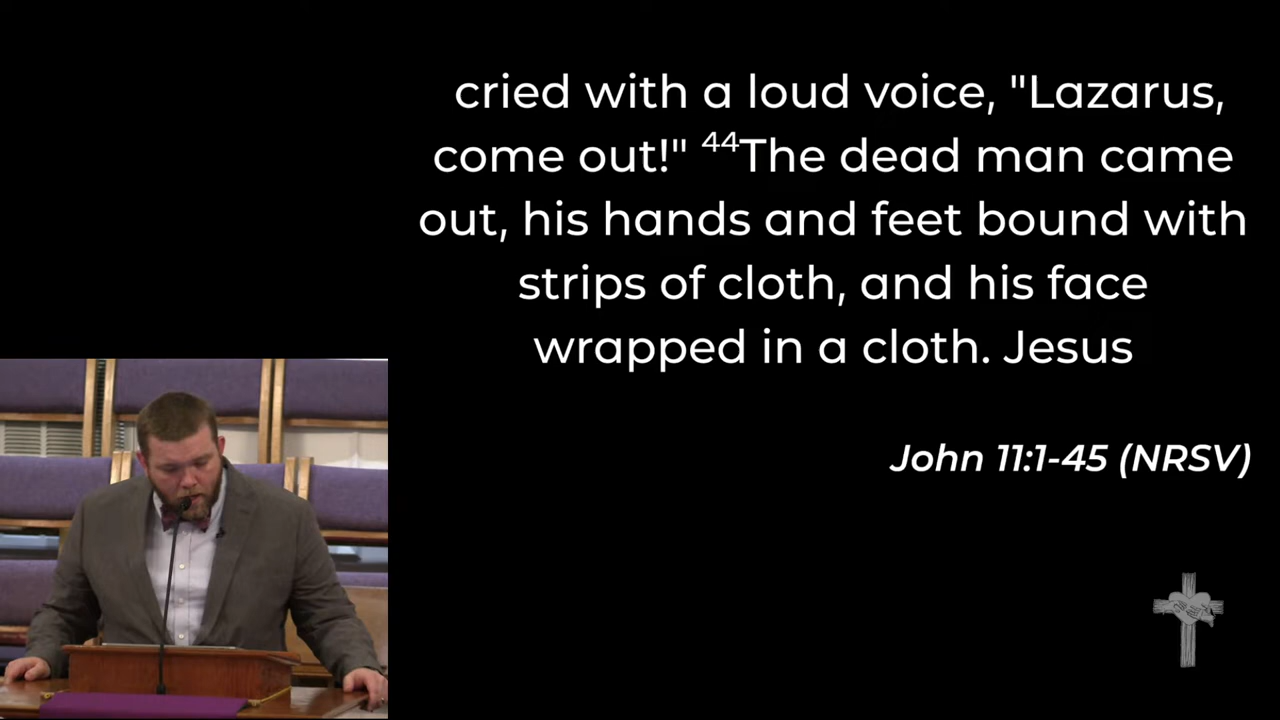 cried with a loud voice, "Lazarus,
come out!" ⁴⁴The dead man came
out, his hands and feet bound with
strips of cloth, and his face
wrapped in a cloth. Jesus
John 11:1-45 (NRSV)